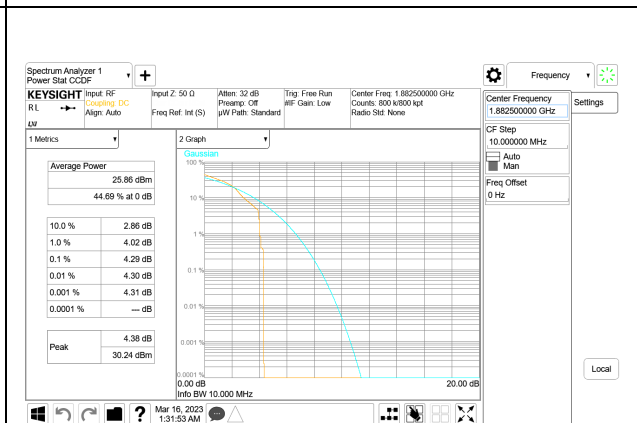 Spectrum Analyzer 1
Power Stat CCDF
Frequency
KEYSIGHT
R L
Input: RF
Coupling: DC
Align: Auto
Input Z: 50 Ω
Freq Ref: Int (S)
Atten: 32 dB
Preamp: Off
µW Path: Standard
Trig: Free Run
#IF Gain: Low
Center Freq: 1.882500000 GHz
Counts: 800 k/800 kpt
Radio Std: None
Center Frequency
1.882500000 GHz
Settings
CF Step
10.000000 MHz
Auto
Man
Freq Offset
0 Hz
1 Metrics
Average Power
25.86 dBm
44.69 % at 0 dB
10.0 % 2.86 dB
1.0 % 4.02 dB
0.1 % 4.29 dB
0.01 % 4.30 dB
0.001 % 4.31 dB
0.0001 % --- dB
Peak
4.38 dB
30.24 dBm
2 Graph
Gaussian
100 %
10 %
1 %
0.1 %
0.01 %
0.001 %
0.0001 %
0.00 dB 20.00 dB
Info BW 10.000 MHz
Local
Mar 16, 2023
1:31:53 AM